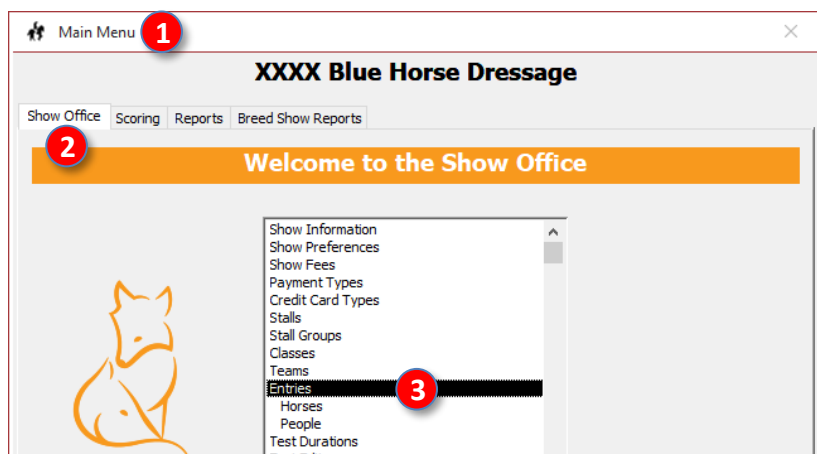 Main Menu 1
XXXX Blue Horse Dressage
Show Office Scoring Reports Breed Show Reports
2
Welcome to the Show Office
Show Information
Show Preferences
Show Fees
Payment Types
Credit Card Types
Stalls
Stall Groups
Classes
Teams
Entries 3
Horses
People
Test Durations